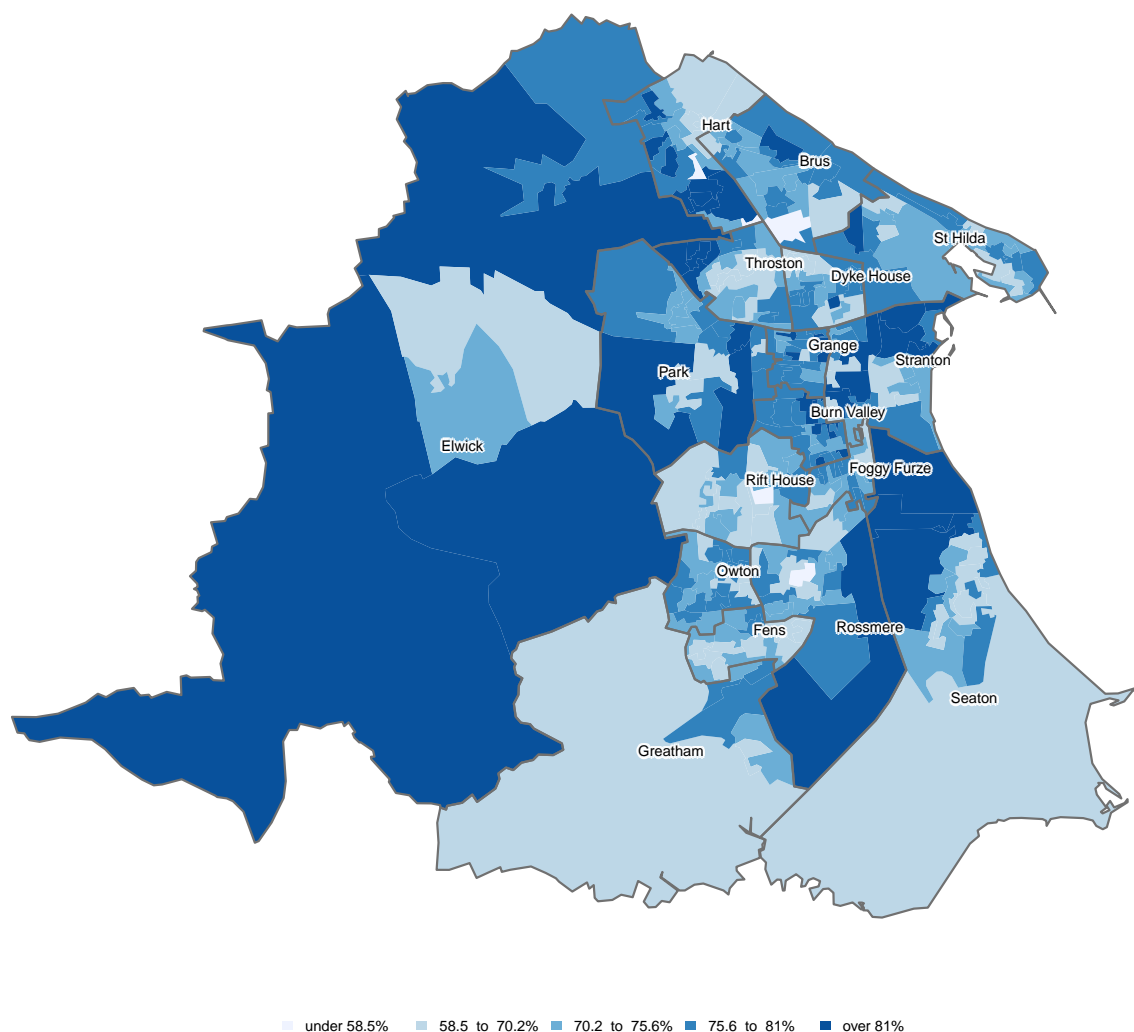 Hart
Brus
St Hilda
Throston
Dyke House
Grange
Stranton
Park
Burn Valley
Elwick
Foggy Furze
Rift House
Owton
Fens
Rossmere
Seaton
Greatham
under 58.5%
58.5 to 70.2%
70.2 to 75.6%
75.6 to 81%
over 81%